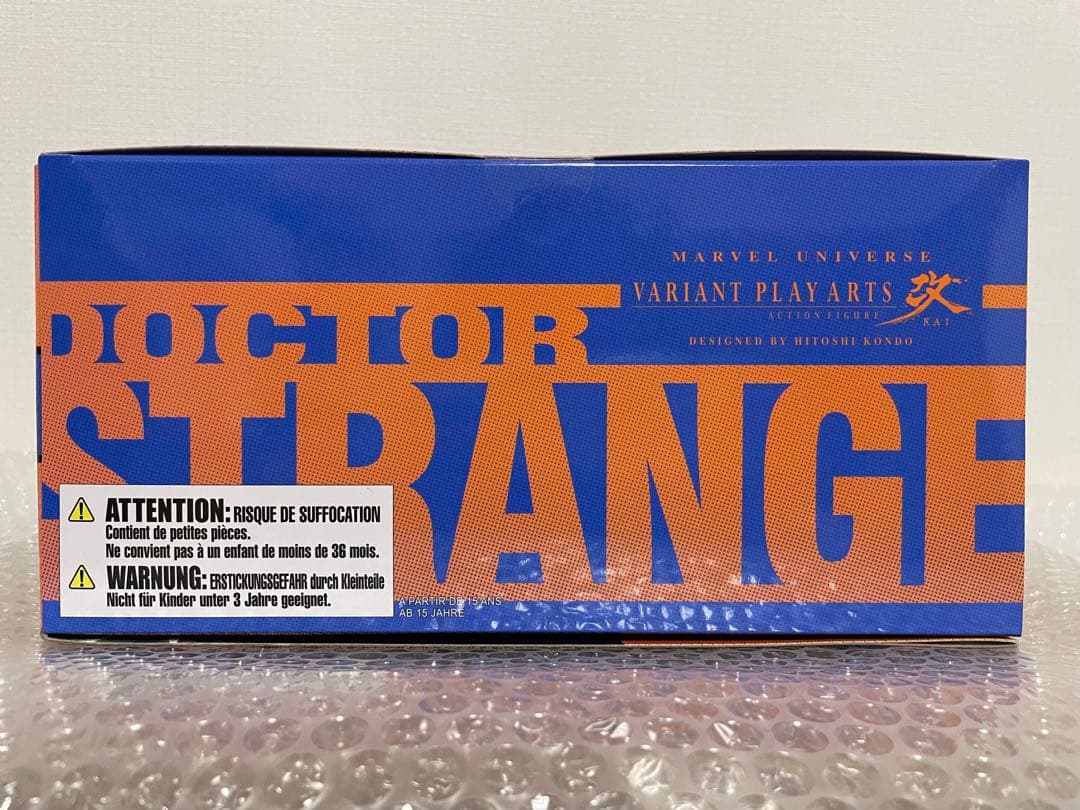 MARVEL UNIVERSE
VARIANT PLAY ARTS 改
ACTION FIGURE KAI
DESIGNED BY HITOSHI KONDO
DOCTOR
STRANGE
ATTENTION: RISQUE DE SUFFOCATION
Contient de petites pièces.
Ne convient pas à un enfant de moins de 36 mois.
WARNUNG: ERSTICKUNGSGEFAHR durch Kleinteile
Nicht für Kinder unter 3 Jahre geeignet.
A PARTIR DE 15 ANS
AB 15 JAHRE